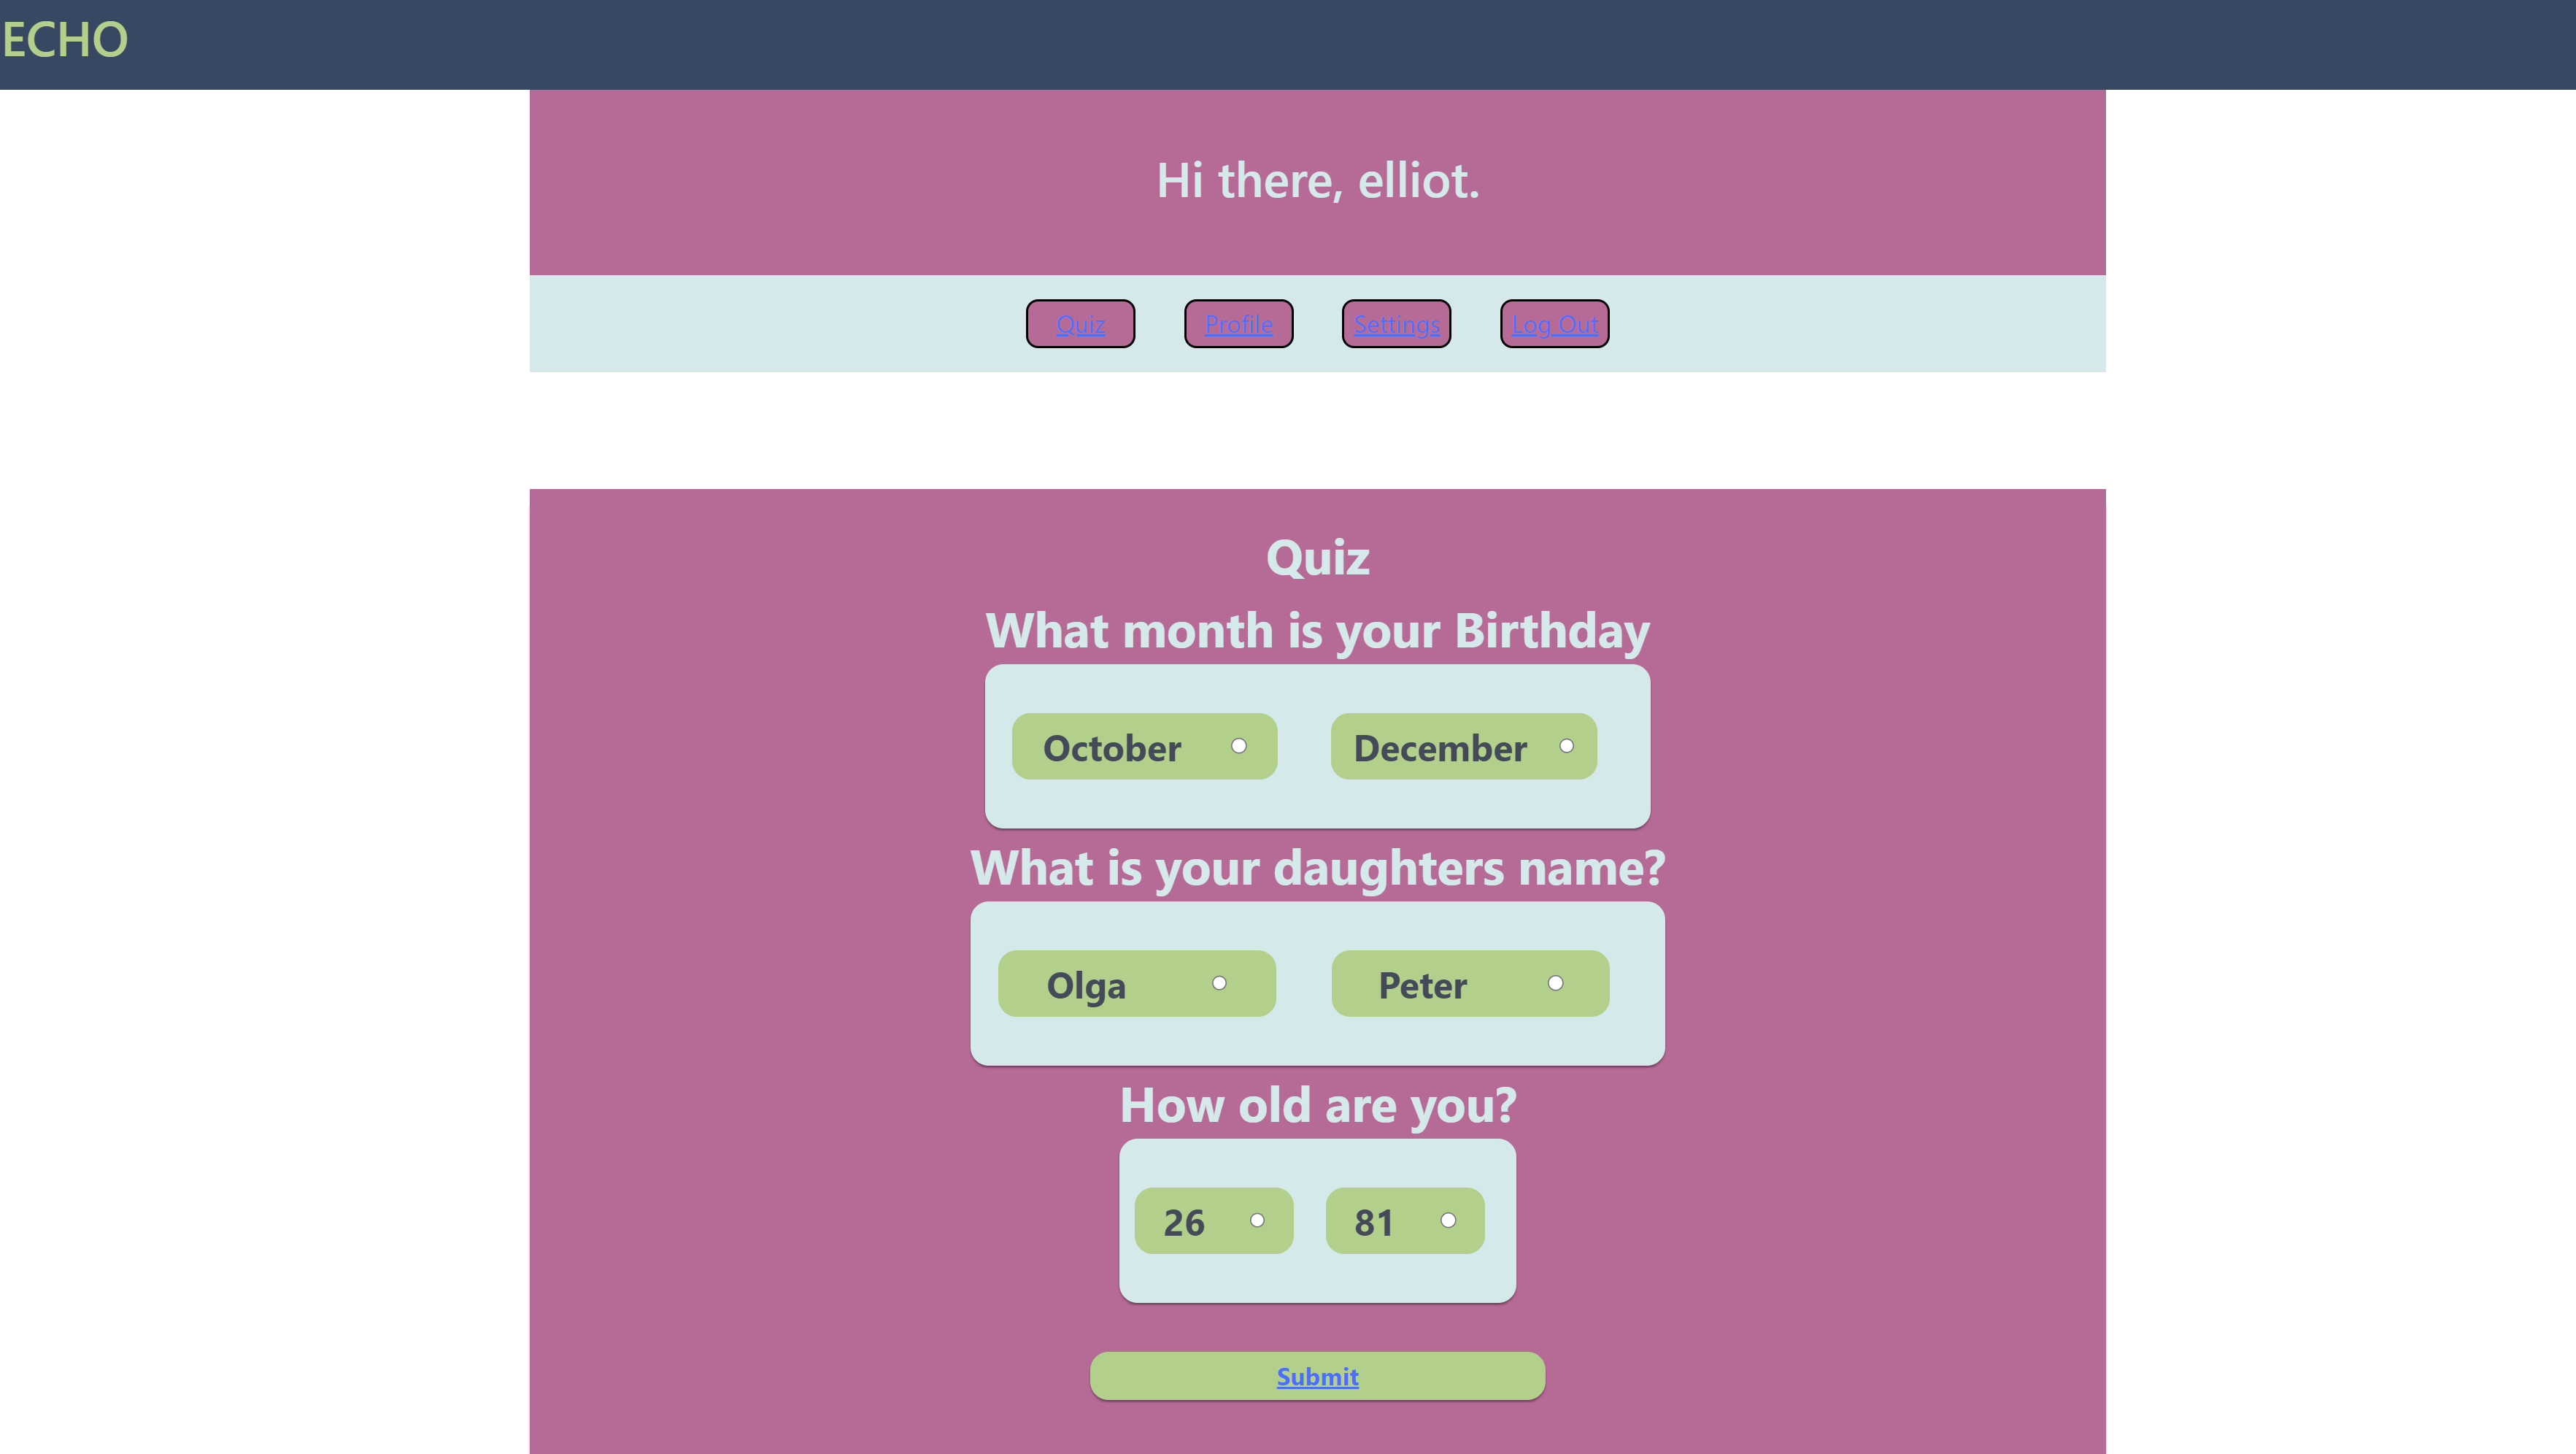 ECHO
Hi there, elliot.
Quiz Profile Settings Log Out
Quiz
What month is your Birthday
October December
What is your daughters name?
Olga Peter
How old are you?
26 81
Submit